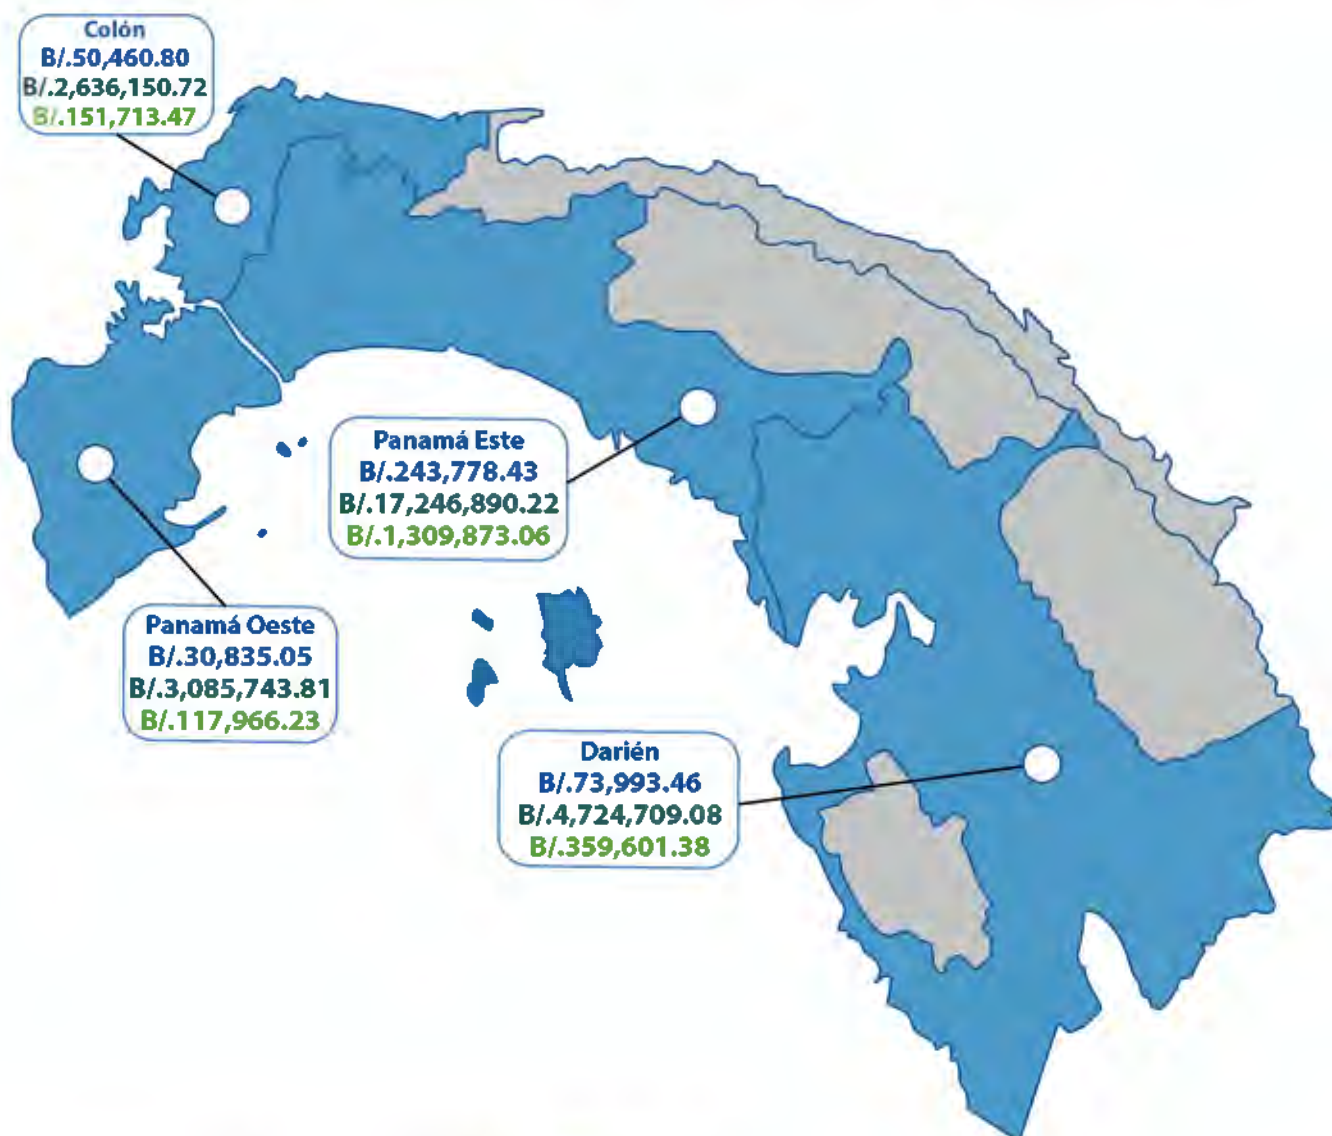 Colón
B/.50,460.80
B/.2,636,150.72
B/.151,713.47
Panamá Este
B/.243,778.43
B/.17,246,890.22
B/.1,309,873.06
Panamá Oeste
B/.30,835.05
B/.3,085,743.81
B/.117,966.23
Darién
B/.73,993.46
B/.4,724,709.08
B/.359,601.38